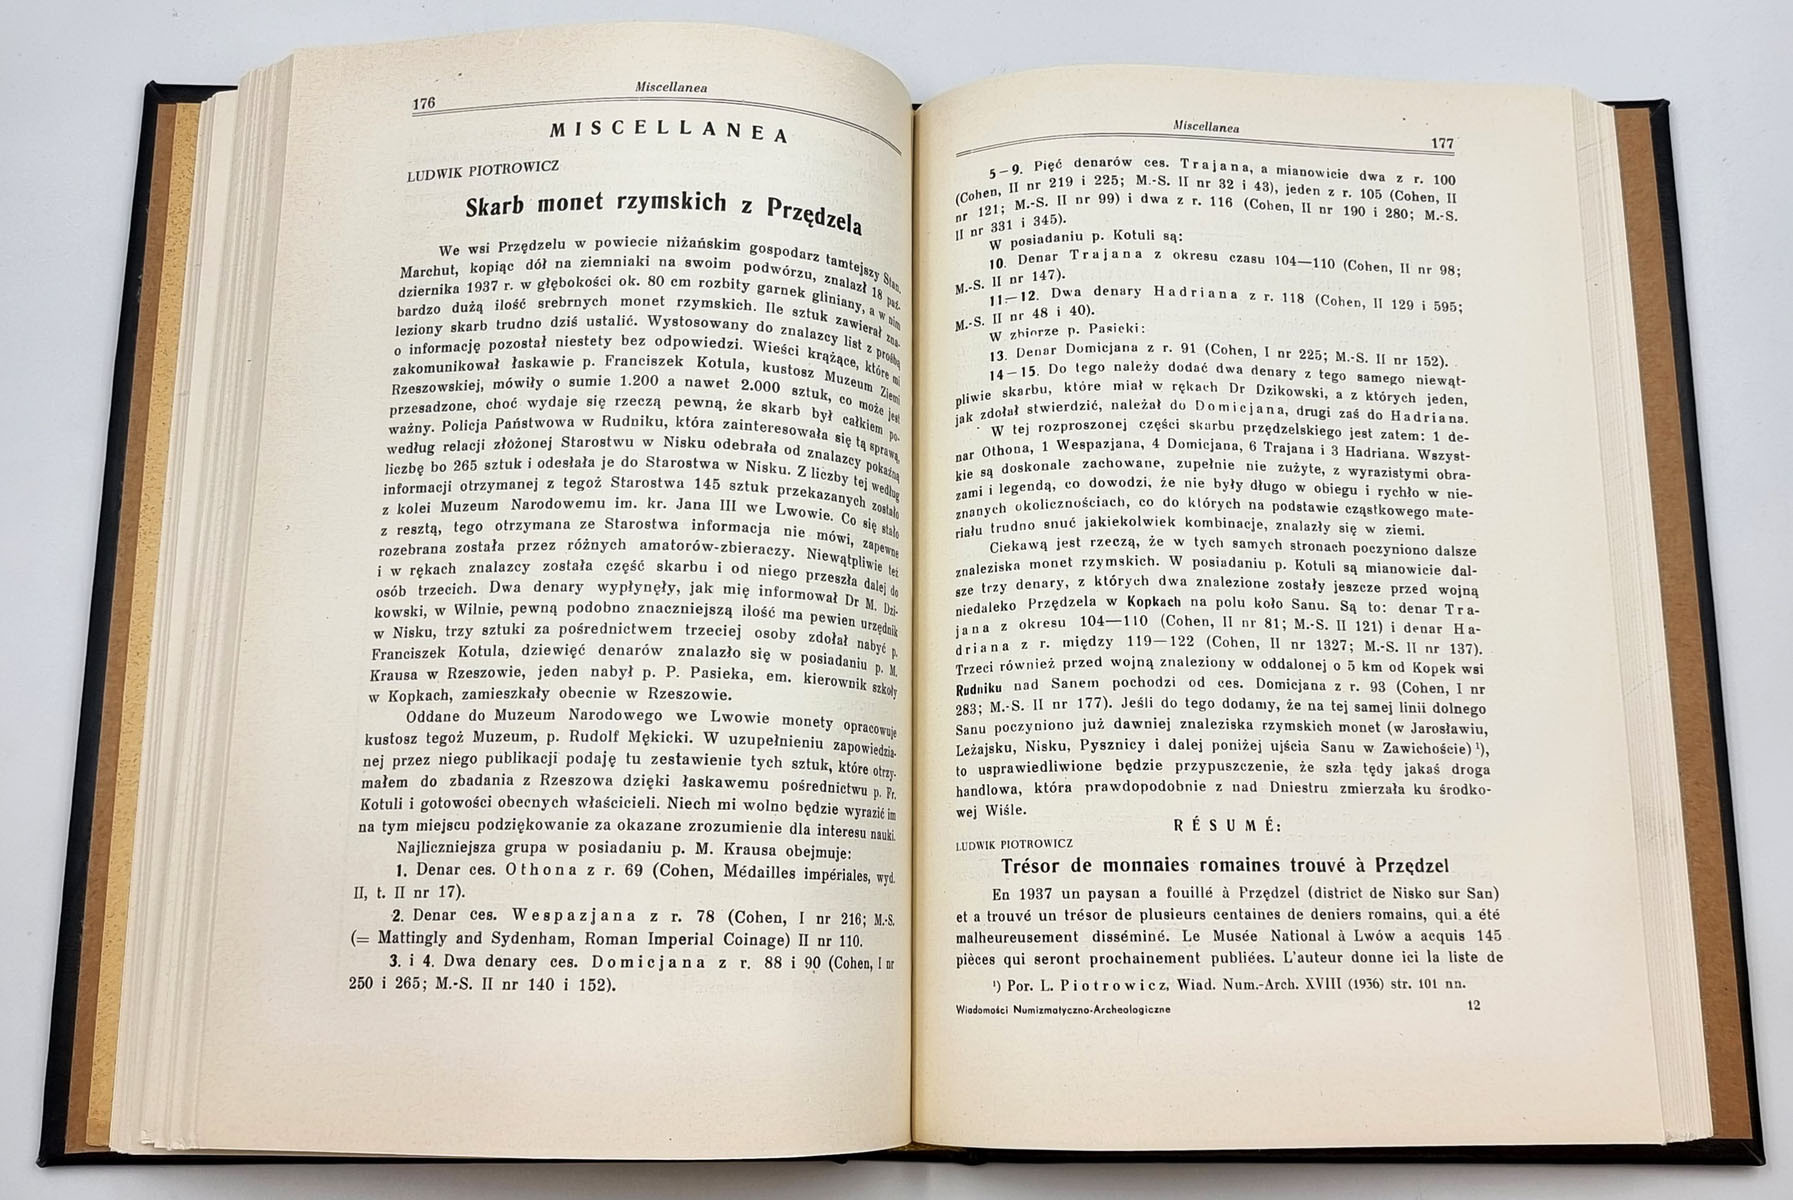 176
Miscellanea
MISCELLANEA
LUDWIK PIOTROWICZ
Skarb monet rzymskich z Przędzela
We wsi Przędzelu w powiecie niżańskim gospodarz tamtejszy Stan.
Marchut, kopiąc dół na ziemniaki na swoim podwórzu, znalazł 18 paź-
dziernika 1937 r. w głębokości ok. 80 cm rozbity garnek gliniany, a w nim
bardzo dużą ilość srebrnych monet rzymskich. Ile sztuk zawierał zna-
leziony skarb trudno dziś ustalić. Wystosowany do znalazcy list z prośbą
o informację pozostał niestety bez odpowiedzi. Wieści krążące, które mi
zakomunikował łaskawie p. Franciszek Kotula, kustosz Muzeum Ziemi
Rzeszowskiej, mówiły o sumie 1.200 a nawet 2.000 sztuk, co może jest
przesadzone, choć wydaje się rzeczą pewną, że skarb był całkiem po-
ważny. Policja Państwowa w Rudniku, która zainteresowała się tą sprawą,
według relacji złożonej Starostwu w Nisku odebrała od znalazcy pokaźną
liczbę bo 265 sztuk i odesłała je do Starostwa w Nisku. Z liczby tej według
informacji otrzymanej z tegoż Starostwa 145 sztuk przekazanych zostało
z kolei Muzeum Narodowemu im. kr. Jana III we Lwowie. Co się stało
z resztą, tego otrzymana ze Starostwa informacja nie mówi, zapewne
rozebrana została przez różnych amatorów-zbieraczy. Niewątpliwie też
i w rękach znalazcy została część skarbu i od niego przeszła dalej do
osób trzecich. Dwa denary wypłynęły, jak mię informował Dr M. Dzi-
kowski, w Wilnie, pewną podobno znaczniejszą ilość ma pewien urzędnik
w Nisku, trzy sztuki za pośrednictwem trzeciej osoby zdołał nabyć p.
Franciszek Kotula, dziewięć denarów znalazło się w posiadaniu p. M.
Krausa w Rzeszowie, jeden nabył p. P. Pasieka, em. kierownik szkoły
w Kopkach, zamieszkały obecnie w Rzeszowie.
Oddane do Muzeum Narodowego we Lwowie monety opracowuje
kustosz tegoż Muzeum, p. Rudolf Mękicki. W uzupełnieniu zapowiedzia-
nej przez niego publikacji podaję tu zestawienie tych sztuk, które otrzy-
małem do zbadania z Rzeszowa dzięki łaskawemu pośrednictwu p. Fr.
Kotuli i gotowości obecnych właścicieli. Niech mi wolno będzie wyrazić im
na tym miejscu podziękowanie za okazane zrozumienie dla interesu nauki.
Najliczniejsza grupa w posiadaniu p. M. Krausa obejmuje:
1. Denar ces. Othona z r. 69 (Cohen, Médailles impériales, wyd.
II, t. II nr 17).
2. Denar ces. Wespazjana z r. 78 (Cohen, I nr 216; M.-S.
(= Mattingly and Sydenham, Roman Imperial Coinage) II nr 110.
3. i 4. Dwa denary ces. Domicjana z r. 88 i 90 (Cohen, I nr
250 i 265; M.-S. II nr 140 i 152).
Miscellanea
177
5–9. Pięć denarów ces. Trajana, a mianowicie dwa z r. 100
(Cohen, II nr 219 i 225; M.-S. II nr 32 i 43), jeden z r. 105 (Cohen, II
nr 121; M.-S. II nr 99) i dwa z r. 116 (Cohen, II nr 190 i 280; M.-S.
II nr 331 i 345).
W posiadaniu p. Kotuli są:
10. Denar Trajana z okresu czasu 104—110 (Cohen, II nr 98;
M.-S. II nr 147).
11–12. Dwa denary Hadriana z r. 118 (Cohen, II 129 i 595;
M.-S. II nr 48 i 40).
W zbiorze p. Pasieki:
13. Denar Domicjana z r. 91 (Cohen, I nr 225; M.-S. II nr 152).
14–15. Do tego należy dodać dwa denary z tego samego niewąt-
pliwie skarbu, które miał w rękach Dr Dzikowski, a z których jeden,
jak zdołał stwierdzić, należał do Domicjana, drugi zaś do Hadriana.
W tej rozproszonej części skarbu przędzelskiego jest zatem: 1 de-
nar Othona, 1 Wespazjana, 4 Domicjana, 6 Trajana i 3 Hadriana. Wszyst-
kie są doskonale zachowane, zupełnie nie zużyte, z wyrazistymi obra-
zami i legendą, co dowodzi, że nie były długo w obiegu i rychło w nie-
znanych okolicznościach, co do których na podstawie cząstkowego mate-
riału trudno snuć jakiekolwiek kombinacje, znalazły się w ziemi.
Ciekawą jest rzeczą, że w tych samych stronach poczyniono dalsze
znaleziska monet rzymskich. W posiadaniu p. Kotuli są mianowicie dal-
sze trzy denary, z których dwa znalezione zostały jeszcze przed wojną
niedaleko Przędzela w Kopkach na polu koło Sanu. Są to: denar Tra-
jana z okresu 104—110 (Cohen, II nr 81; M.-S. II 121) i denar Ha-
driana z r. między 119—122 (Cohen, II nr 1327; M.-S. II nr 137).
Trzeci również przed wojną znaleziony w oddalonej o 5 km od Kopek wsi
Rudniku nad Sanem pochodzi od ces. Domicjana z r. 93 (Cohen, I nr
283; M.-S. II nr 177). Jeśli do tego dodamy, że na tej samej linii dolnego
Sanu poczyniono już dawniej znaleziska rzymskich monet (w Jarosławiu,
Leżajsku, Nisku, Pysznicy i dalej poniżej ujścia Sanu w Zawichoście) ¹),
to usprawiedliwione będzie przypuszczenie, że szła tędy jakaś droga
handlowa, która prawdopodobnie z nad Dniestru zmierzała ku środko-
wej Wiśle.
RÉSUMÉ:
LUDWIK PIOTROWICZ
Trésor de monnaies romaines trouvé à Przędzel
En 1937 un paysan a fouillé à Przędzel (district de Nisko sur San)
et a trouvé un trésor de plusieurs centaines de deniers romains, qui a été
malheureusement disséminé. Le Musée National à Lwów a acquis 145
pièces qui seront prochainement publiées. L'auteur donne ici la liste de
¹) Por. L. Piotrowicz, Wiad. Num.-Arch. XVIII (1936) str. 101 nn.
Wiadomości Numizmatyczno-Archeologiczne
12